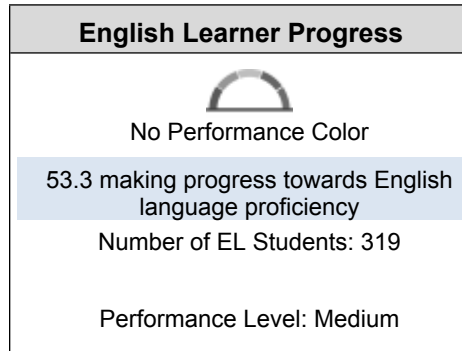 English Learner Progress
No Performance Color
53.3 making progress towards English
language proficiency
Number of EL Students: 319
Performance Level: Medium